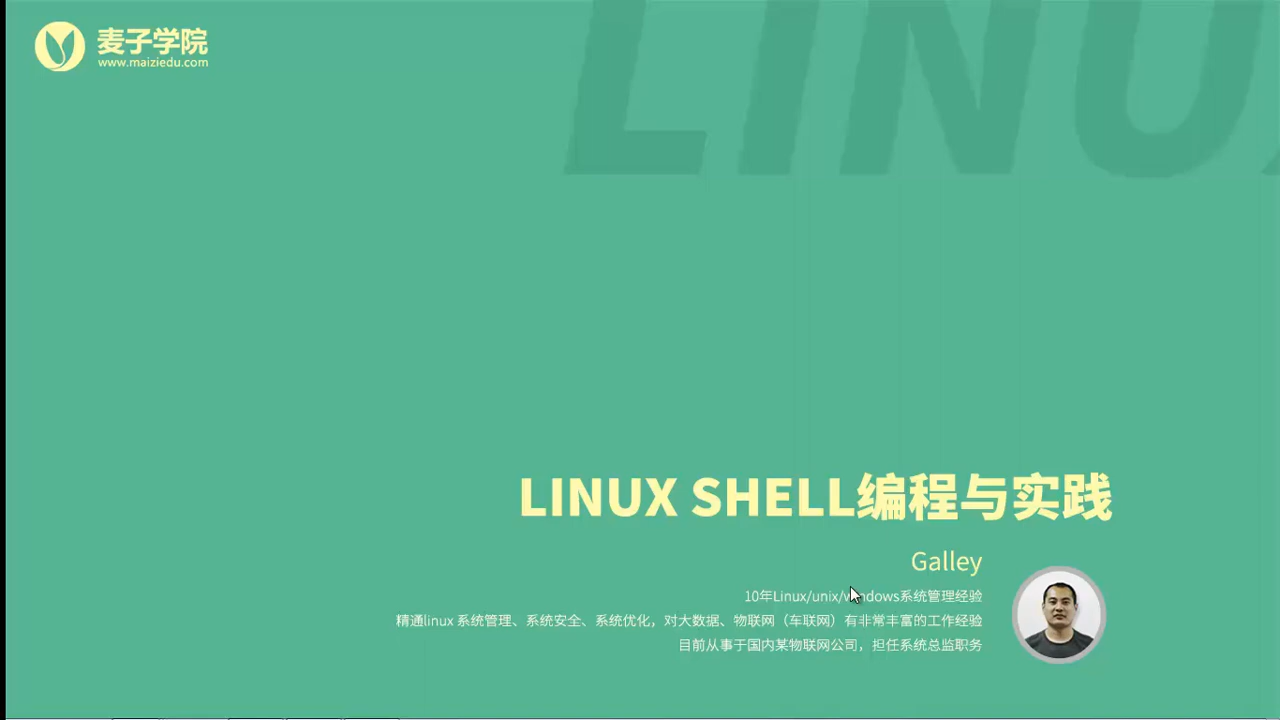 麦子学院
www.maiziedu.com
LINUX
LINUX SHELL编程与实践
Galley
10年Linux/unix/windows系统管理经验
精通linux 系统管理、系统安全、系统优化，对大数据、物联网（车联网）有非常丰富的工作经验
目前从事于国内某物联网公司，担任系统总监职务